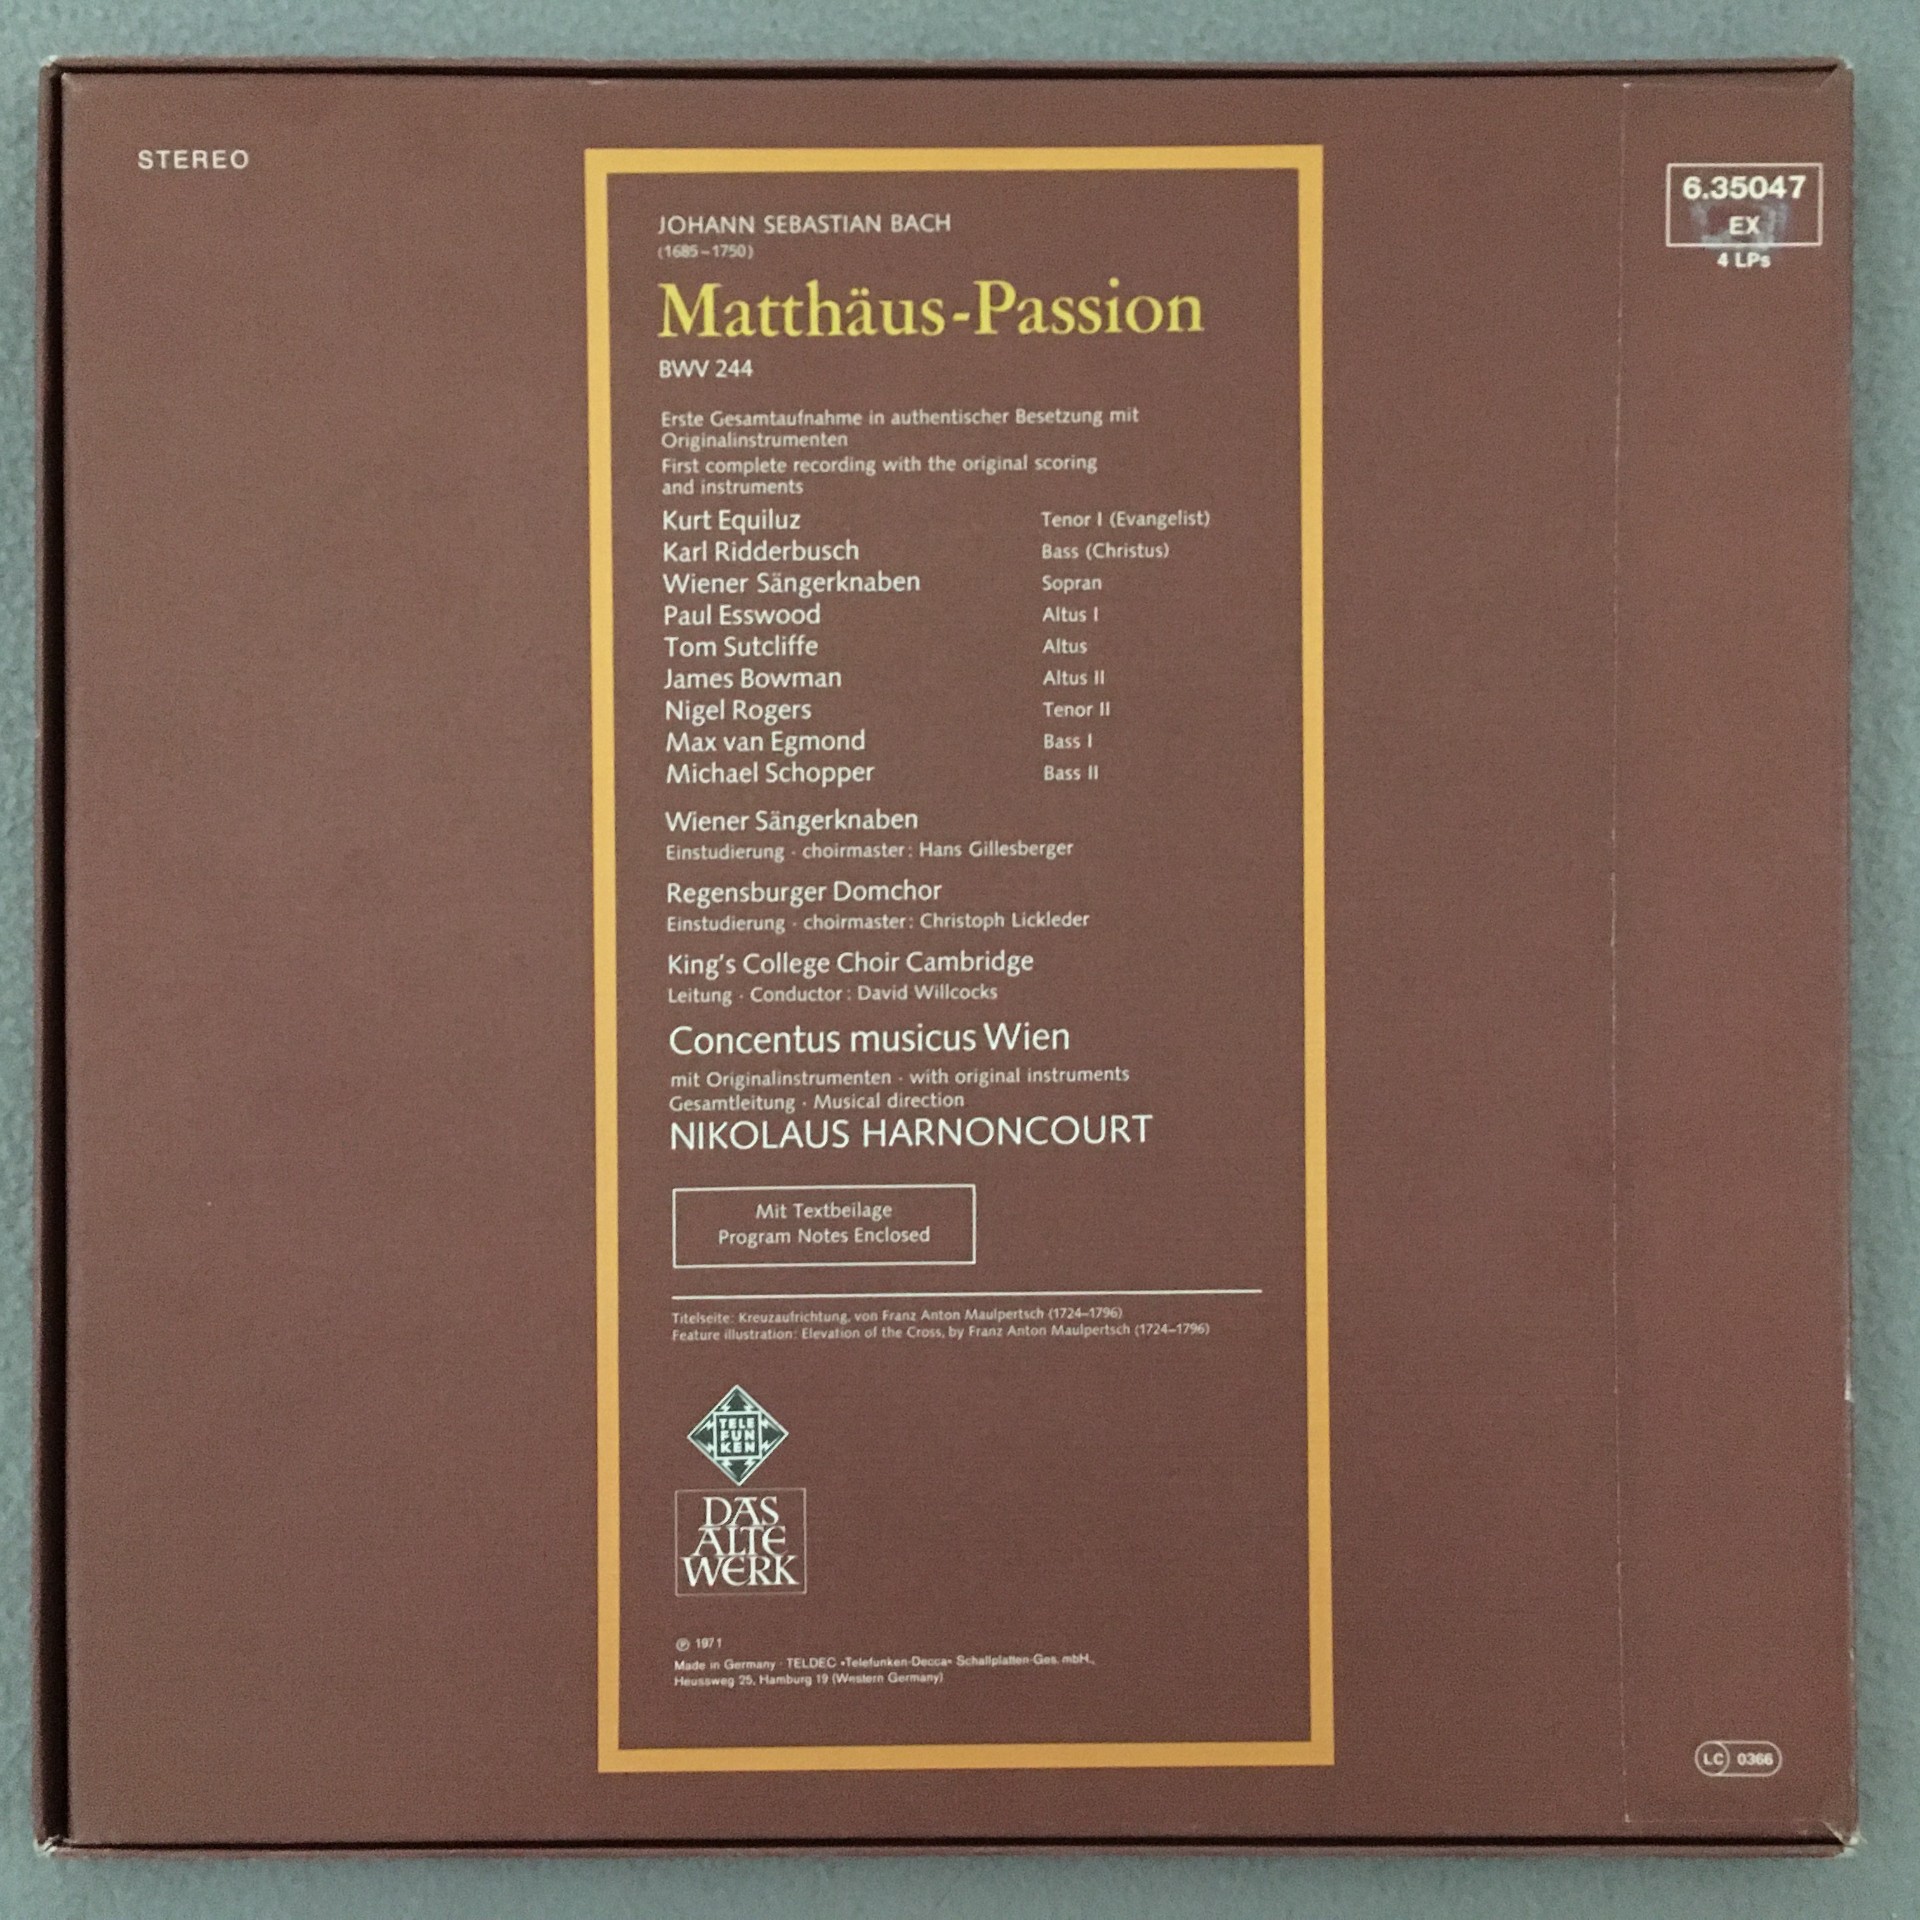 STEREO
6.35047
EX
4 LPs
JOHANN SEBASTIAN BACH
(1685–1750)
Matthäus-Passion
BWV 244
Erste Gesamtaufnahme in authentischer Besetzung mit
Originalinstrumenten
First complete recording with the original scoring
and instruments
Kurt Equiluz Tenor I (Evangelist)
Karl Ridderbusch Bass (Christus)
Wiener Sängerknaben Sopran
Paul Esswood Altus I
Tom Sutcliffe Altus
James Bowman Altus II
Nigel Rogers Tenor II
Max van Egmond Bass I
Michael Schopper Bass II
Wiener Sängerknaben
Einstudierung · choirmaster: Hans Gillesberger
Regensburger Domchor
Einstudierung · choirmaster: Christoph Lickleder
King's College Choir Cambridge
Leitung · Conductor: David Willcocks
Concentus musicus Wien
mit Originalinstrumenten · with original instruments
Gesamtleitung · Musical direction
NIKOLAUS HARNONCOURT
Mit Textbeilage
Program Notes Enclosed
Titelseite: Kreuzaufrichtung, von Franz Anton Maulpertsch (1724–1796)
Feature illustration: Elevation of the Cross, by Franz Anton Maulpertsch (1724–1796)
TELE
FUN
KEN
DAS
ALTE
WERK
℗ 1971
Made in Germany · TELDEC »Telefunken-Decca« Schallplatten-Ges. mbH.,
Heussweg 25, Hamburg 19 (Western Germany)
LC 0366